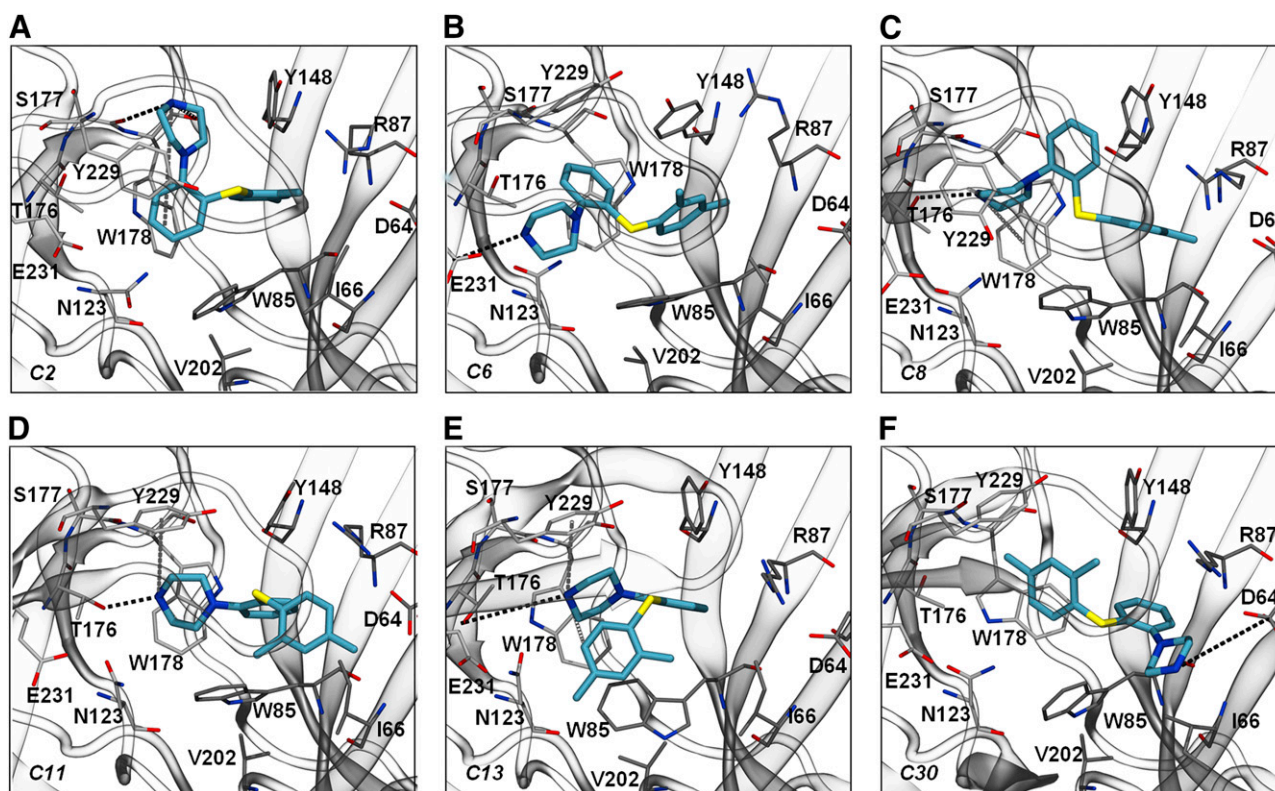 A
S177
Y148
Y229
R87
T176
W178
D64
E231
N123
W85
I66
V202
C2
B
Y229
Y148
S177
R87
W178
T176
D64
E231
N123
W85
I66
V202
C6
C
S177
Y148
R87
T176
Y229
D6
W178
E231
N123
W85
I66
V202
C8
D
S177
Y229
Y148
R87
T176
D64
W178
E231
N123
W85
I66
V202
C11
E
S177
Y229
Y148
R87
T176
W178
D64
E231
N123
W85
I66
V202
C13
F
S177
Y229
Y148
R87
D64
T176
W178
E231
N123
W85
I66
V202
C30